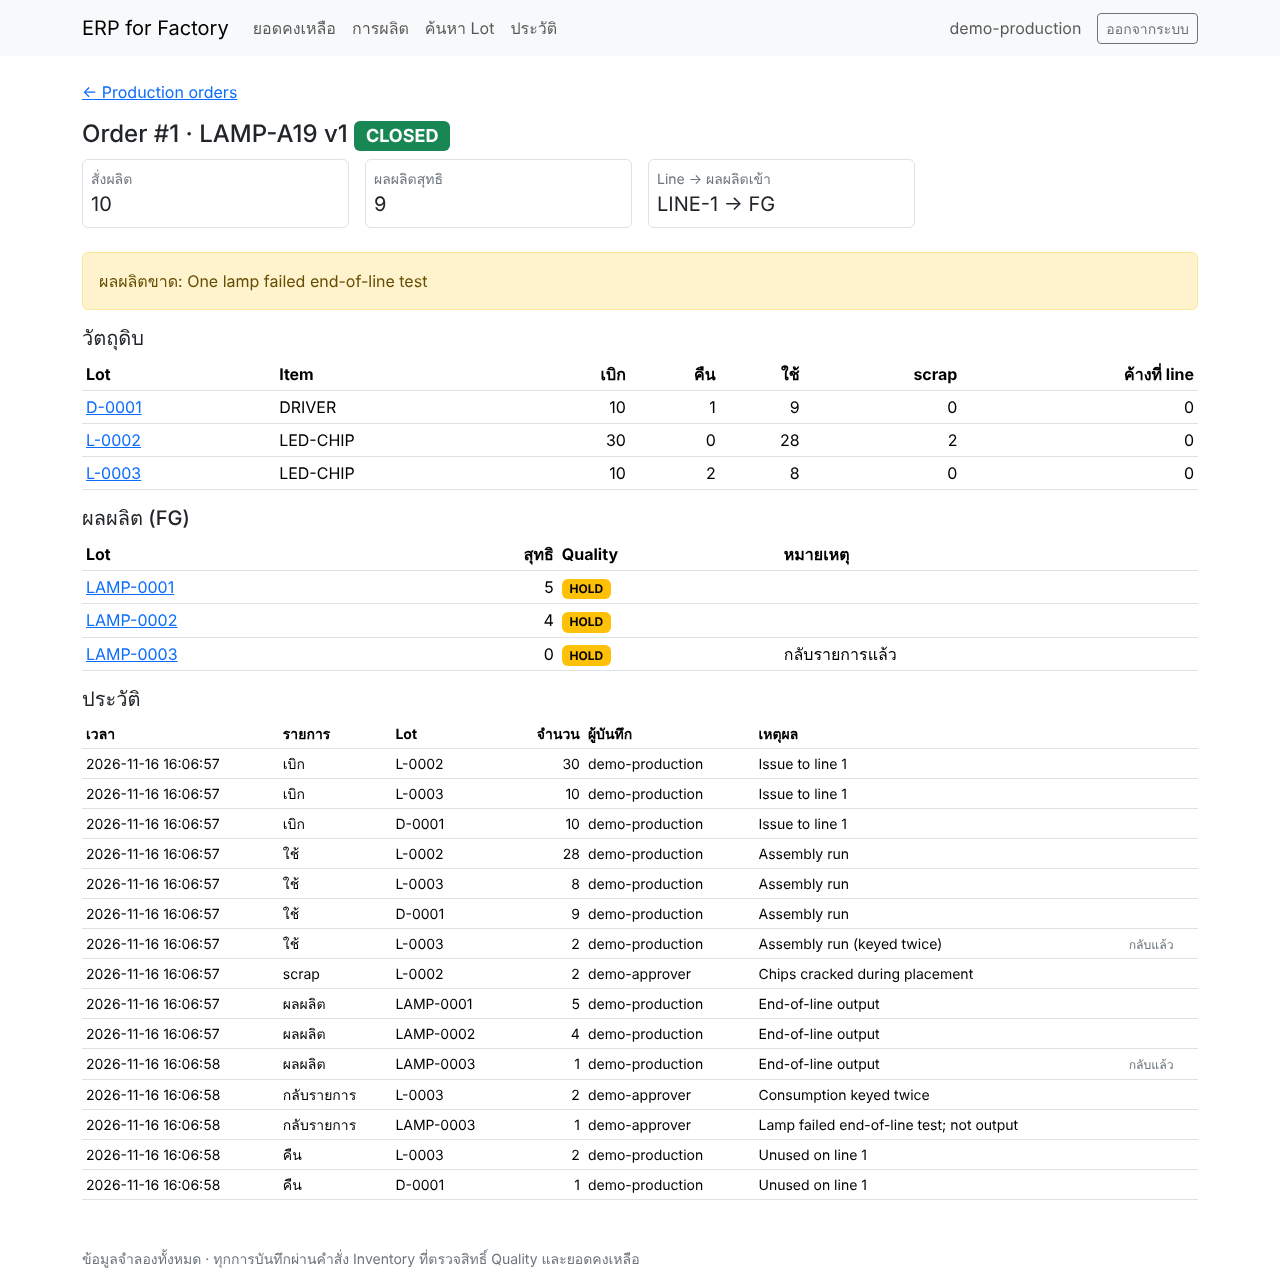 ERP for Factory ยอดคงเหลือ การผลิต ค้นหา Lot ประวัติ demo-production ออกจากระบบ
← Production orders
Order #1 · LAMP-A19 v1 CLOSED
สั่งผลิต ผลผลิตสุทธิ Line → ผลผลิตเข้า
10 9 LINE-1 → FG
ผลผลิตขาด: One lamp failed end-of-line test
วัตถุดิบ
Lot Item เบิก คืน ใช้ scrap ค้างที่ line
D-0001 DRIVER 10 1 9 0 0
L-0002 LED-CHIP 30 0 28 2 0
L-0003 LED-CHIP 10 2 8 0 0
ผลผลิต (FG)
Lot สุทธิ Quality หมายเหตุ
LAMP-0001 5 HOLD
LAMP-0002 4 HOLD
LAMP-0003 0 HOLD กลับรายการแล้ว
ประวัติ
เวลา รายการ Lot จำนวน ผู้บันทึก เหตุผล
2026-11-16 16:06:57 เบิก L-0002 30 demo-production Issue to line 1
2026-11-16 16:06:57 เบิก L-0003 10 demo-production Issue to line 1
2026-11-16 16:06:57 เบิก D-0001 10 demo-production Issue to line 1
2026-11-16 16:06:57 ใช้ L-0002 28 demo-production Assembly run
2026-11-16 16:06:57 ใช้ L-0003 8 demo-production Assembly run
2026-11-16 16:06:57 ใช้ D-0001 9 demo-production Assembly run
2026-11-16 16:06:57 ใช้ L-0003 2 demo-production Assembly run (keyed twice) กลับแล้ว
2026-11-16 16:06:57 scrap L-0002 2 demo-approver Chips cracked during placement
2026-11-16 16:06:57 ผลผลิต LAMP-0001 5 demo-production End-of-line output
2026-11-16 16:06:57 ผลผลิต LAMP-0002 4 demo-production End-of-line output
2026-11-16 16:06:58 ผลผลิต LAMP-0003 1 demo-production End-of-line output กลับแล้ว
2026-11-16 16:06:58 กลับรายการ L-0003 2 demo-approver Consumption keyed twice
2026-11-16 16:06:58 กลับรายการ LAMP-0003 1 demo-approver Lamp failed end-of-line test; not output
2026-11-16 16:06:58 คืน L-0003 2 demo-production Unused on line 1
2026-11-16 16:06:58 คืน D-0001 1 demo-production Unused on line 1
ข้อมูลจำลองทั้งหมด · ทุกการบันทึกผ่านคำสั่ง Inventory ที่ตรวจสิทธิ์ Quality และยอดคงเหลือ